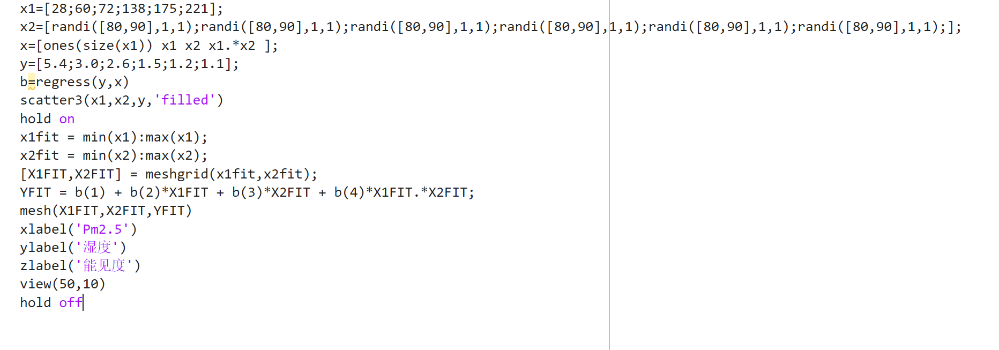 x1=[28;60;72;138;175;221];
x2=[randi([80,90],1,1);randi([80,90],1,1);randi([80,90],1,1);randi([80,90],1,1);randi([80,90],1,1);randi([80,90],1,1);];
x=[ones(size(x1)) x1 x2 x1.*x2 ];
y=[5.4;3.0;2.6;1.5;1.2;1.1];
b=regress(y,x)
scatter3(x1,x2,y,'filled')
hold on
x1fit = min(x1):max(x1);
x2fit = min(x2):max(x2);
[X1FIT,X2FIT] = meshgrid(x1fit,x2fit);
YFIT = b(1) + b(2)*X1FIT + b(3)*X2FIT + b(4)*X1FIT.*X2FIT;
mesh(X1FIT,X2FIT,YFIT)
xlabel('Pm2.5')
ylabel('湿度')
zlabel('能见度')
view(50,10)
hold off